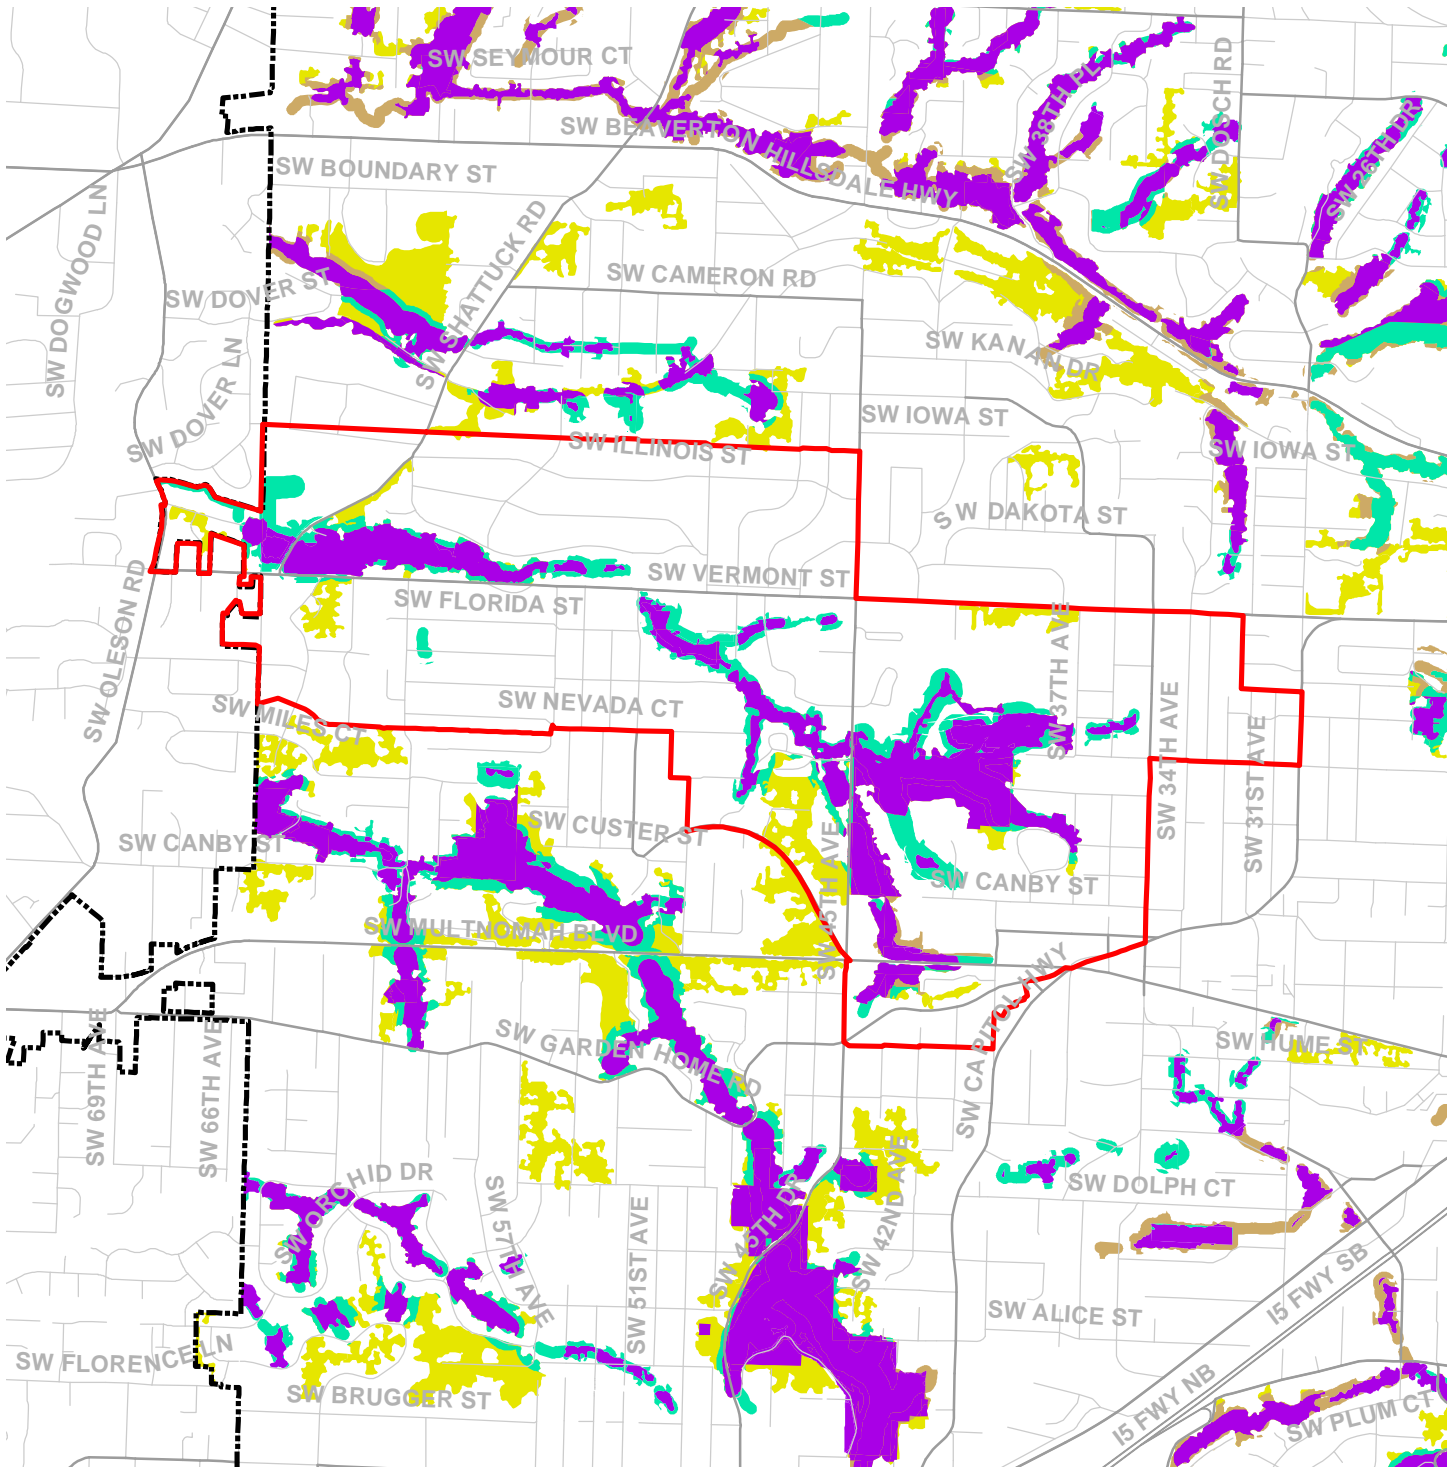 SW SEYMOUR CT
SW BEAVERTON HILLSDALE HWY
SW 38TH PL
SW DOSCH RD
SW 26TH DR
SW BOUNDARY ST
SW DOGWOOD LN
SW SHATTUCK RD
SW CAMERON RD
SW DOVER ST
SW KANAN DR
SW DOVER LN
SW IOWA ST
SW ILLINOIS ST
SW IOWA ST
SW DAKOTA ST
SW VERMONT ST
SW FLORIDA ST
SW OLESON RD
SW 37TH AVE
SW NEVADA CT
SW MILES CT
SW 34TH AVE
SW 31ST AVE
SW CUSTER ST
SW CANBY ST
SW 45TH AVE
SW CANBY ST
SW MULTNOMAH BLVD
SW CAPITOL HWY
SW 69TH AVE
SW 66TH AVE
SW GARDEN HOME RD
SW HUME ST
SW ORCHID DR
SW 57TH AVE
SW 51ST AVE
SW 45TH DR
SW 42ND AVE
SW DOLPH CT
SW ALICE ST
I5 FWY SB
SW FLORENCE LN
SW BRUGGER ST
I5 FWY NB
SW PLUM CT